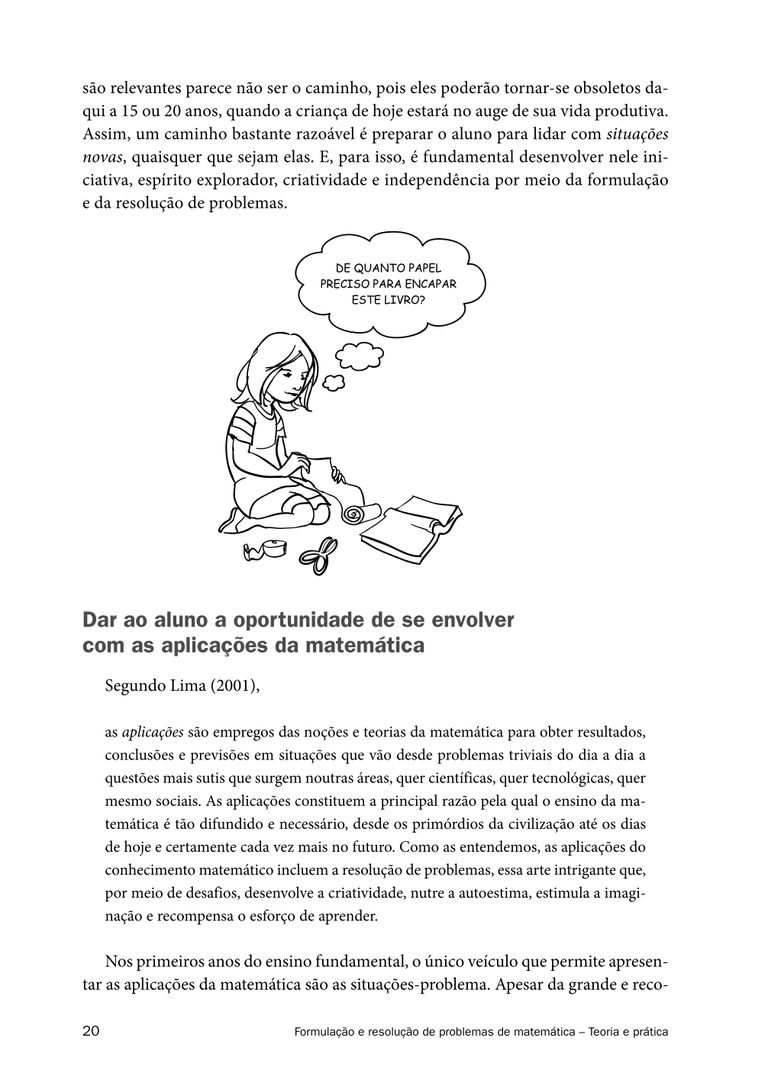 são relevantes parece não ser o caminho, pois eles poderão tornar-se obsoletos da-
qui a 15 ou 20 anos, quando a criança de hoje estará no auge de sua vida produtiva.
Assim, um caminho bastante razoável é preparar o aluno para lidar com situações
novas, quaisquer que sejam elas. E, para isso, é fundamental desenvolver nele ini-
ciativa, espírito explorador, criatividade e independência por meio da formulação
e da resolução de problemas.
DE QUANTO PAPEL
PRECISO PARA ENCAPAR
ESTE LIVRO?
Dar ao aluno a oportunidade de se envolver
com as aplicações da matemática
Segundo Lima (2001),
as aplicações são empregos das noções e teorias da matemática para obter resultados,
conclusões e previsões em situações que vão desde problemas triviais do dia a dia a
questões mais sutis que surgem noutras áreas, quer científicas, quer tecnológicas, quer
mesmo sociais. As aplicações constituem a principal razão pela qual o ensino da ma-
temática é tão difundido e necessário, desde os primórdios da civilização até os dias
de hoje e certamente cada vez mais no futuro. Como as entendemos, as aplicações do
conhecimento matemático incluem a resolução de problemas, essa arte intrigante que,
por meio de desafios, desenvolve a criatividade, nutre a autoestima, estimula a imagi-
nação e recompensa o esforço de aprender.
Nos primeiros anos do ensino fundamental, o único veículo que permite apresen-
tar as aplicações da matemática são as situações-problema. Apesar da grande e reco-
20 Formulação e resolução de problemas de matemática – Teoria e prática